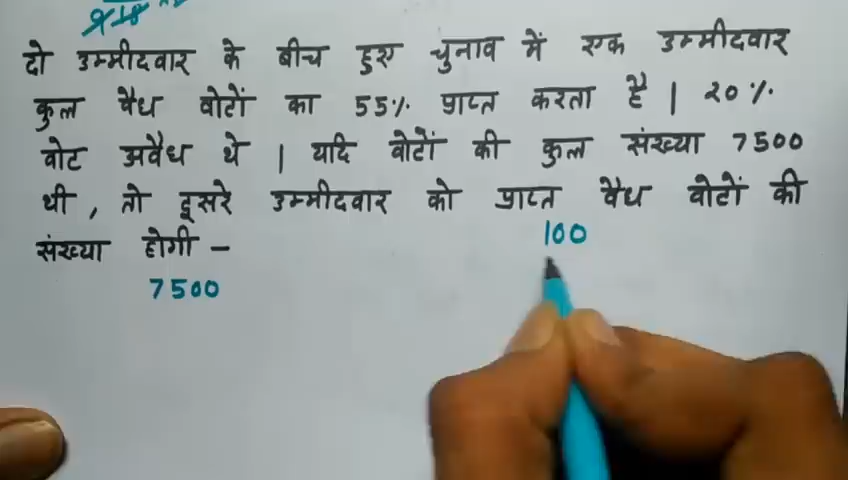 दो उम्मीदवार के बीच हुए चुनाव में एक उम्मीदवार
कुल वैध वोटों का 55% प्राप्त करता है | 20%
वोट अवैध थे | यदि वोटों की कुल संख्या 7500
थी, तो दूसरे उम्मीदवार को प्राप्त वैध वोटों की
संख्या होगी -
100
7500